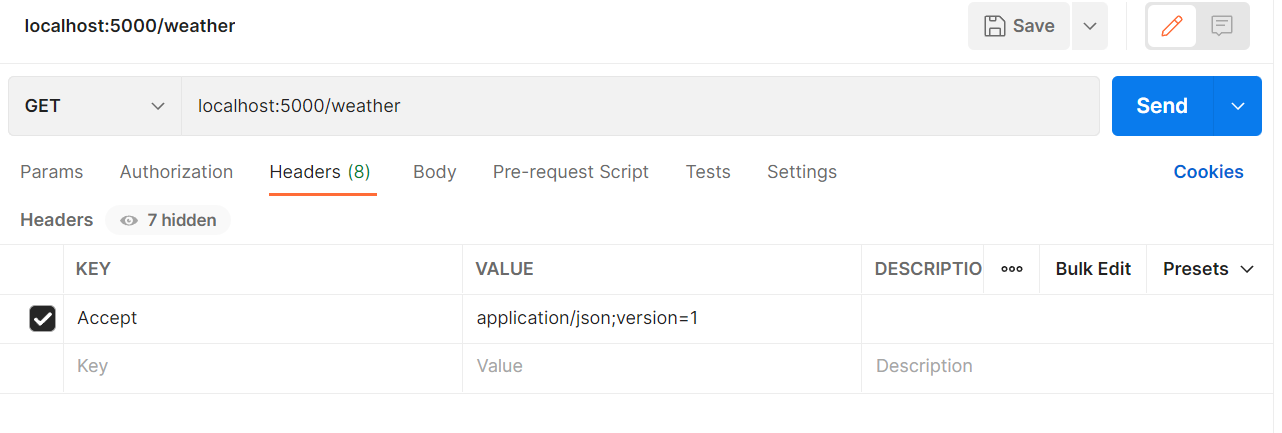 localhost:5000/weather
Save
GET
localhost:5000/weather
Send
Params Authorization Headers (8) Body Pre-request Script Tests Settings Cookies
Headers 7 hidden
KEY VALUE DESCRIPTIO ooo Bulk Edit Presets
Accept application/json;version=1
Key Value Description